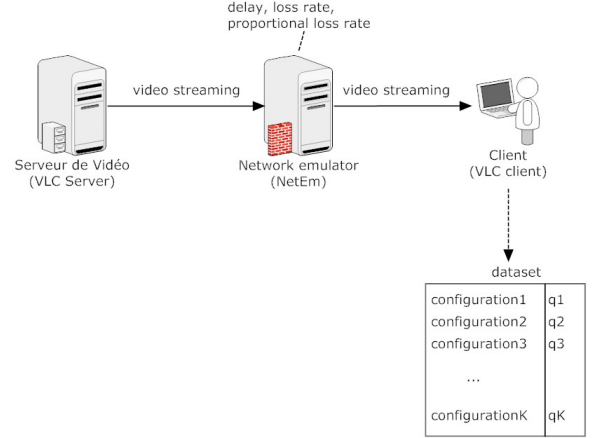 delay, loss rate,
proportional loss rate
video streaming
video streaming
Serveur de Vidéo
(VLC Server)
Network emulator
(NetEm)
Client
(VLC client)
dataset
configuration1 q1
configuration2 q2
configuration3 q3
...
configurationK qK